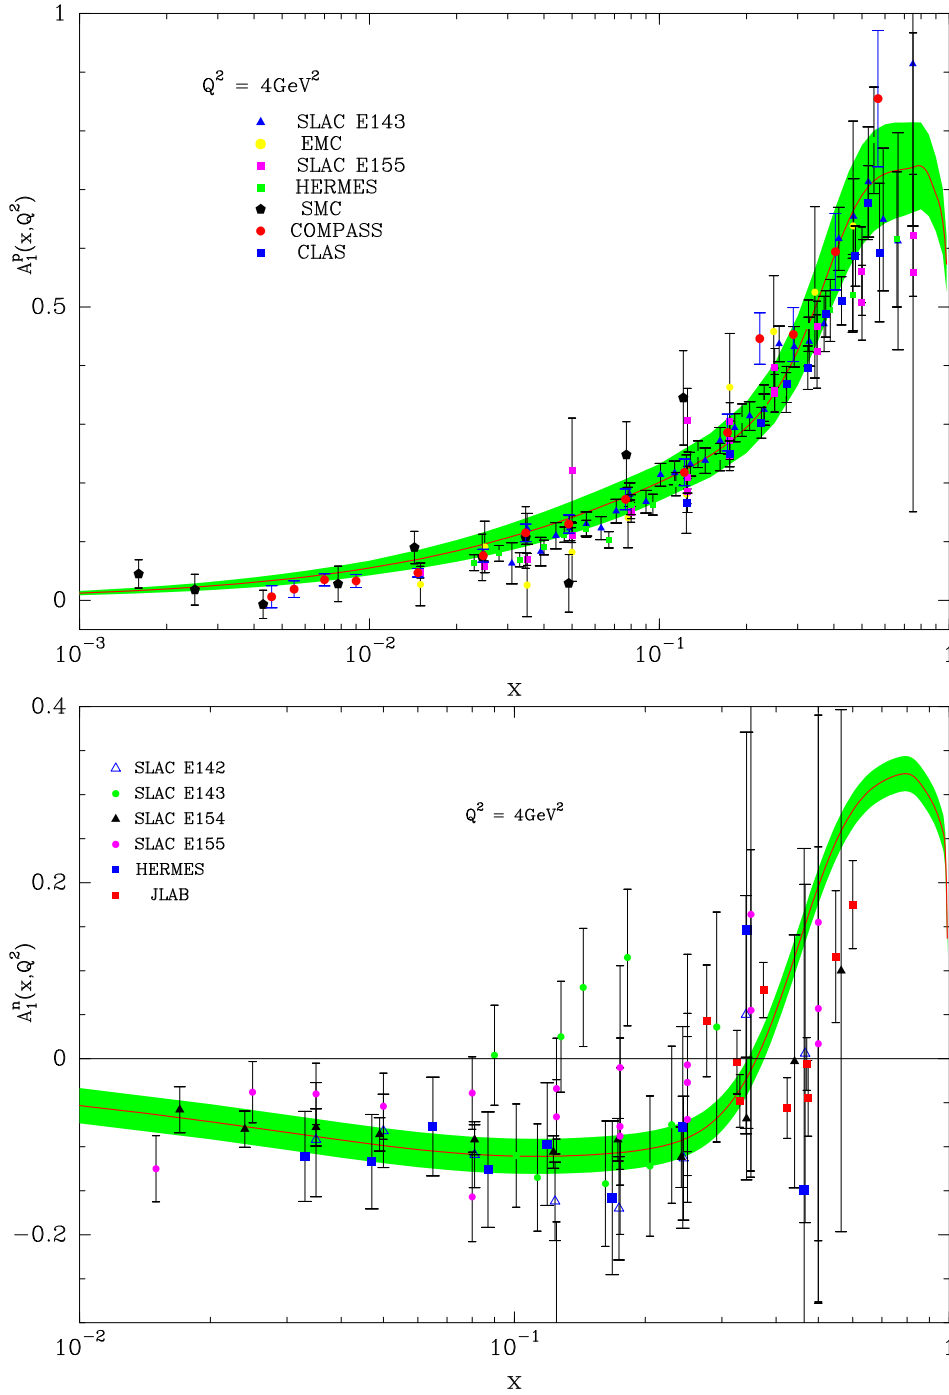 1
Q² = 4GeV²
SLAC E143
EMC
SLAC E155
HERMES
SMC
COMPASS
CLAS
A₁ᵖ(x,Q²)
0.5
0
10⁻³ 10⁻² 10⁻¹ 1
x
0.4
SLAC E142
SLAC E143
SLAC E154
SLAC E155
HERMES
JLAB
Q² = 4GeV²
0.2
A₁ⁿ(x,Q²)
0
−0.2
10⁻² 10⁻¹ 1
x